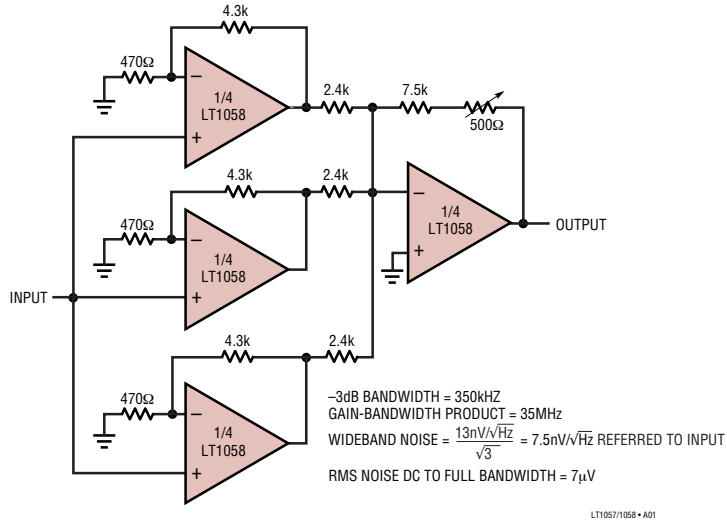 4.3k
470Ω
–
1/4
LT1058
+
2.4k
7.5k
500Ω
4.3k
2.4k
470Ω
–
1/4
LT1058
+
–
1/4
LT1058
+
OUTPUT
INPUT
4.3k
2.4k
470Ω
–
1/4
LT1058
+
–3dB BANDWIDTH = 350kHZ
GAIN-BANDWIDTH PRODUCT = 35MHz
WIDEBAND NOISE = 13nV/√Hz / √3 = 7.5nV/√Hz REFERRED TO INPUT
RMS NOISE DC TO FULL BANDWIDTH = 7µV
LT1057/1058 • A01